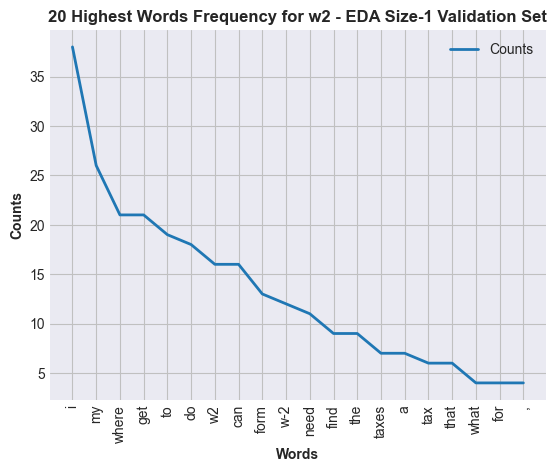 20 Highest Words Frequency for w2 - EDA Size-1 Validation Set
Counts
35
30
25
20
15
10
5
Counts
i
my
where
get
to
do
w2
can
form
w-2
need
find
the
taxes
a
tax
that
what
for
,
Words